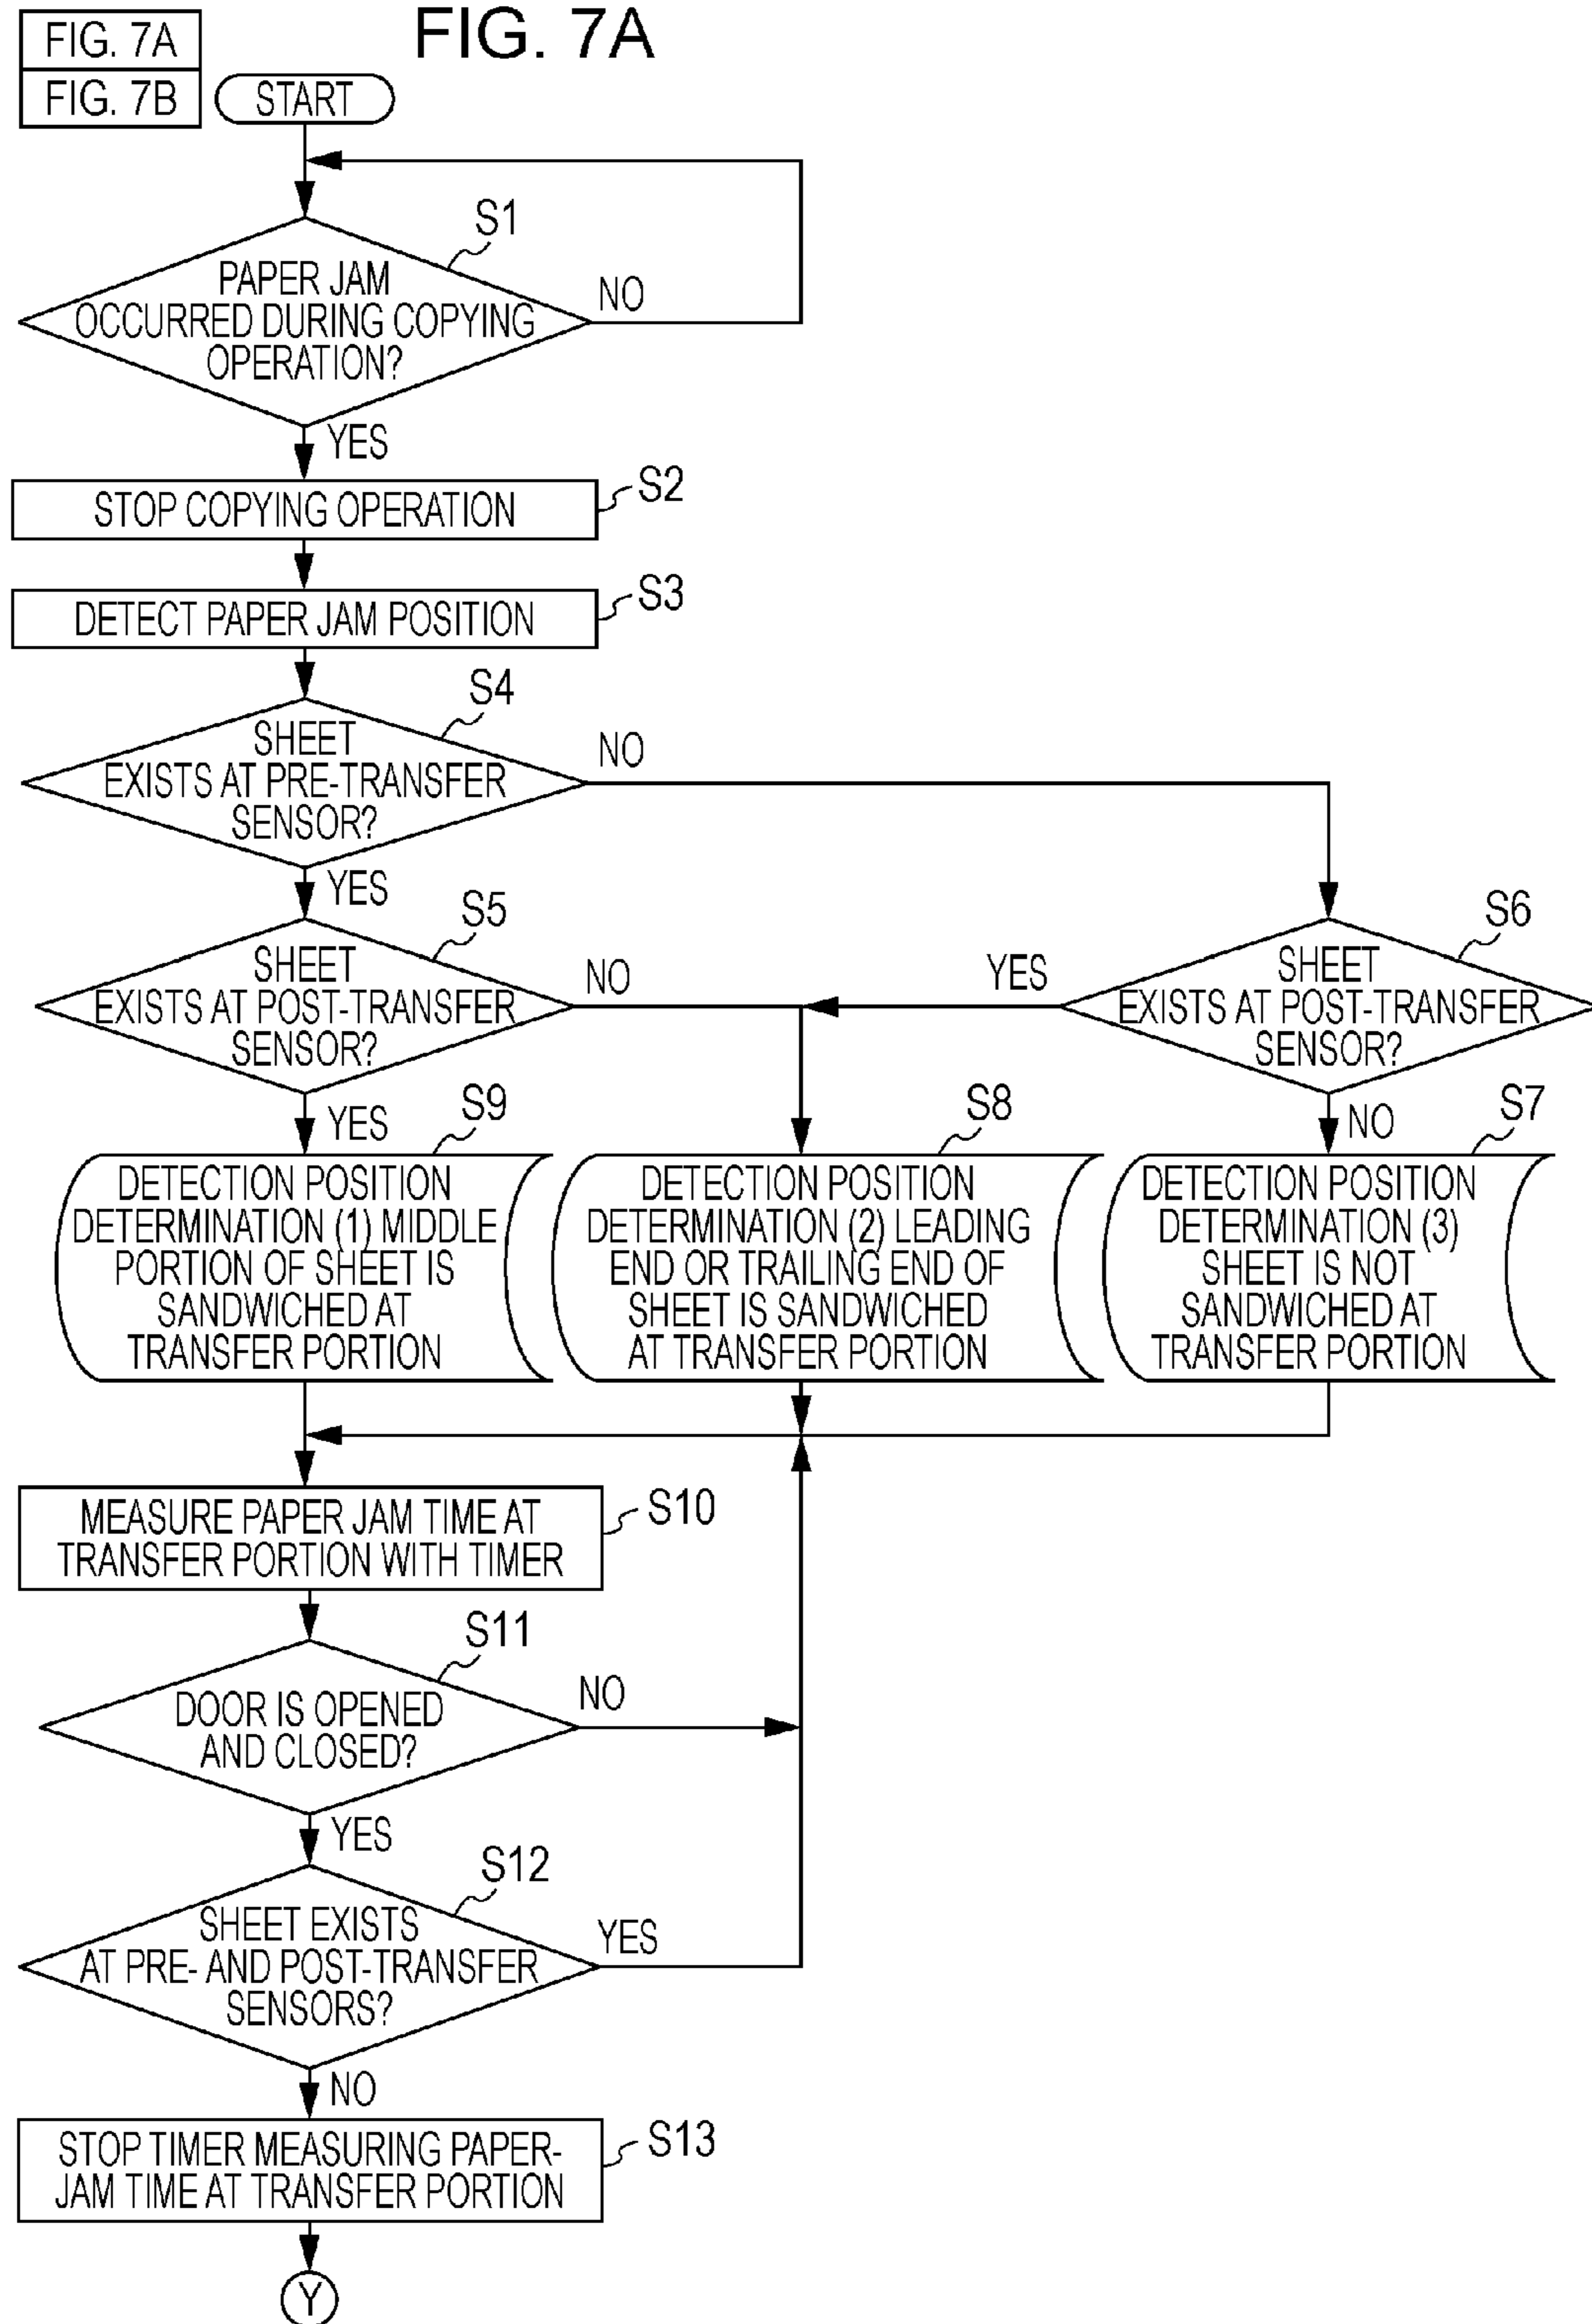 FIG. 7A
FIG. 7B
FIG. 7A
START
S1
PAPER JAM
OCCURRED DURING COPYING
OPERATION?
NO
YES
S2
STOP COPYING OPERATION
S3
DETECT PAPER JAM POSITION
S4
SHEET
EXISTS AT PRE-TRANSFER
SENSOR?
NO
YES
S5
SHEET
EXISTS AT POST-TRANSFER
SENSOR?
NO
YES
S6
SHEET
EXISTS AT POST-TRANSFER
SENSOR?
YES
NO
S9
DETECTION POSITION
DETERMINATION (1) MIDDLE
PORTION OF SHEET IS
SANDWICHED AT
TRANSFER PORTION
S8
DETECTION POSITION
DETERMINATION (2) LEADING
END OR TRAILING END OF
SHEET IS SANDWICHED
AT TRANSFER PORTION
S7
DETECTION POSITION
DETERMINATION (3)
SHEET IS NOT
SANDWICHED AT
TRANSFER PORTION
S10
MEASURE PAPER JAM TIME AT
TRANSFER PORTION WITH TIMER
S11
DOOR IS OPENED
AND CLOSED?
NO
YES
S12
SHEET EXISTS
AT PRE- AND POST-TRANSFER
SENSORS?
YES
NO
S13
STOP TIMER MEASURING PAPER-
JAM TIME AT TRANSFER PORTION
Y